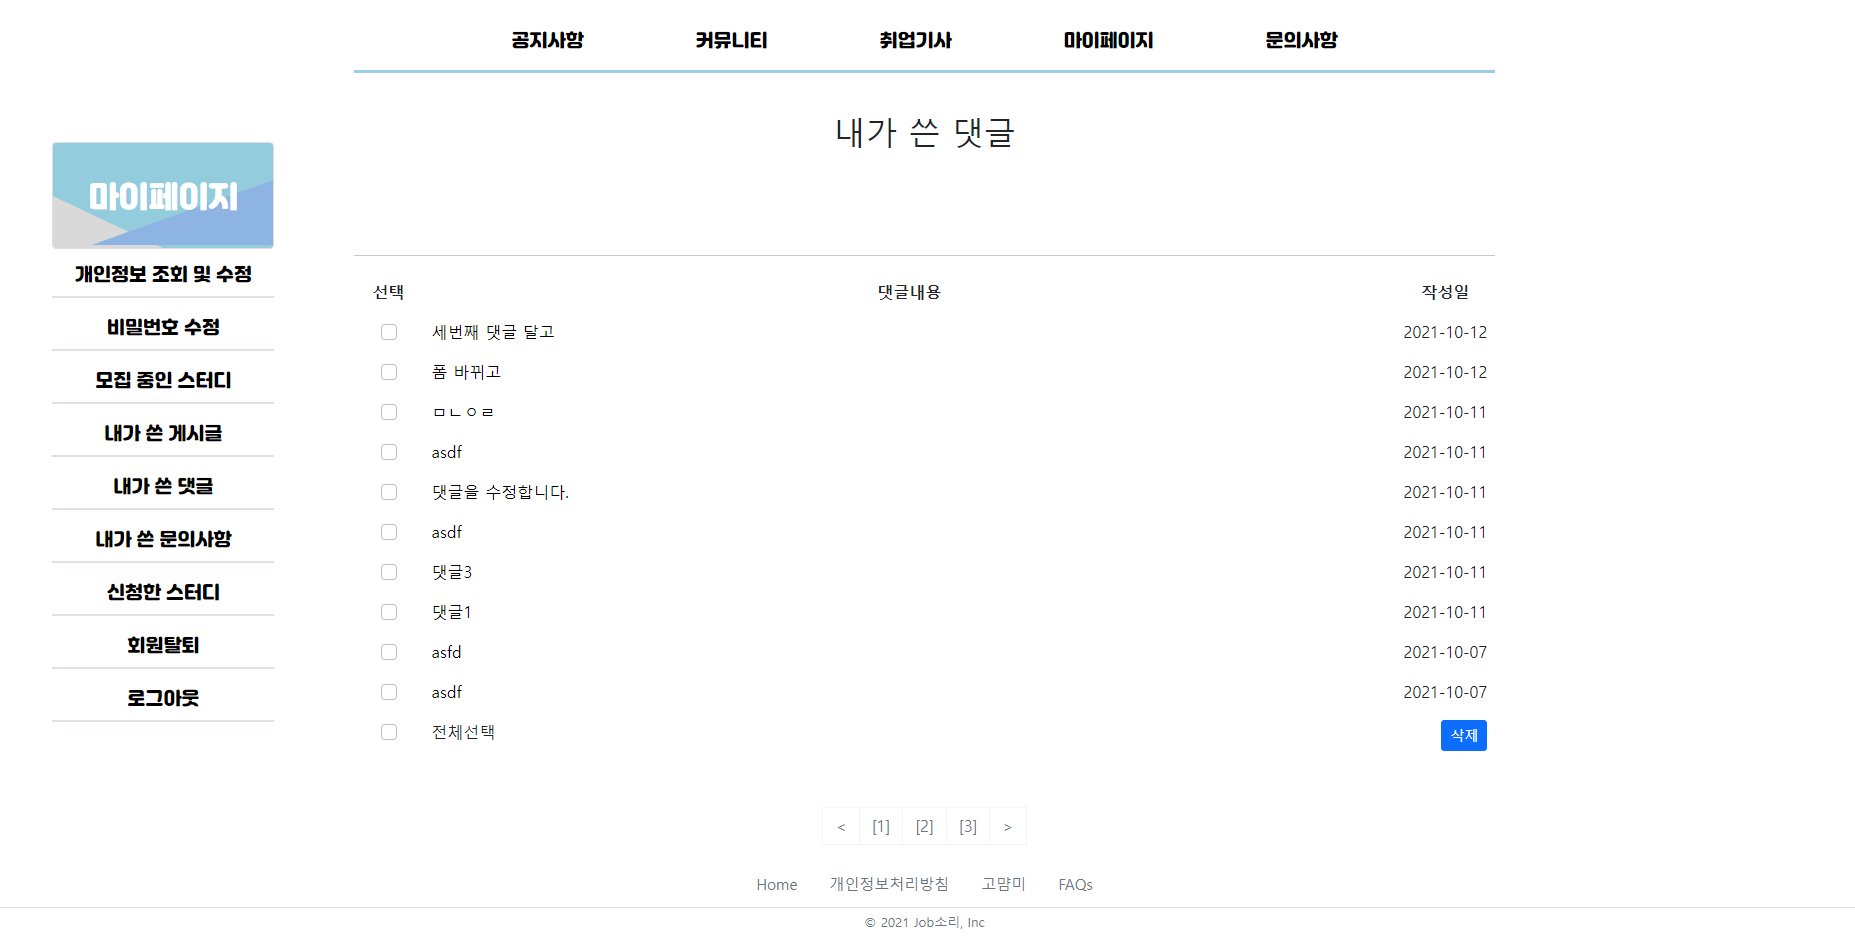 공지사항 커뮤니티 취업기사 마이페이지 문의사항
내가 쓴 댓글
마이페이지
개인정보 조회 및 수정
비밀번호 수정
모집 중인 스터디
내가 쓴 게시글
내가 쓴 댓글
내가 쓴 문의사항
신청한 스터디
회원탈퇴
로그아웃
선택 댓글내용 작성일
세번째 댓글 달고 2021-10-12
폼 바뀌고 2021-10-12
ㅁㄴㅇㄹ 2021-10-11
asdf 2021-10-11
댓글을 수정합니다. 2021-10-11
asdf 2021-10-11
댓글3 2021-10-11
댓글1 2021-10-11
asfd 2021-10-07
asdf 2021-10-07
전체선택 삭제
< [1] [2] [3] >
Home 개인정보처리방침 고먐미 FAQs
© 2021 Job소리, Inc